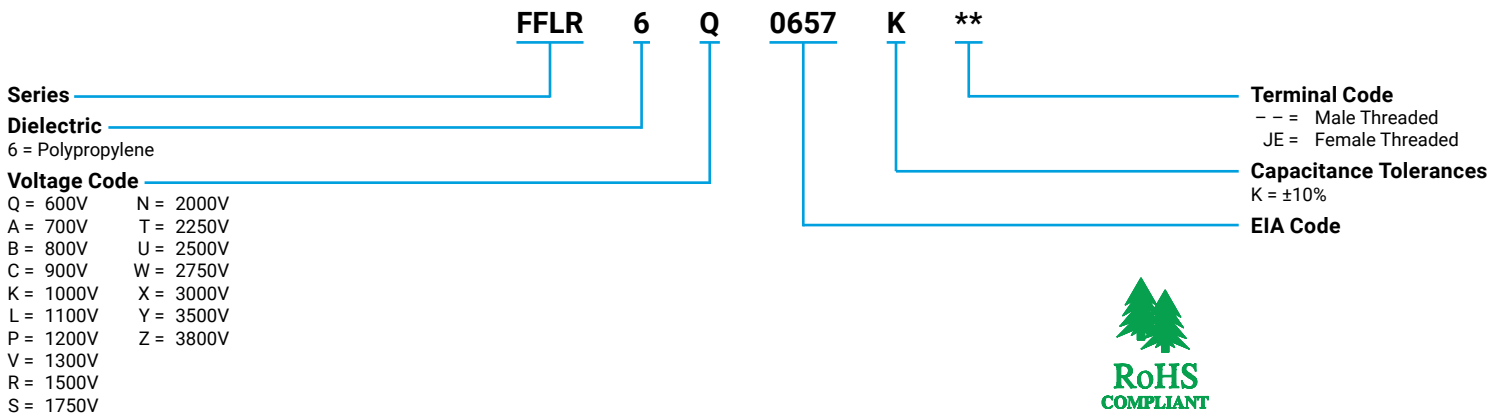 FFLR 6 Q 0657 K **
Series
Dielectric
6 = Polypropylene
Voltage Code
Q = 600V N = 2000V
A = 700V T = 2250V
B = 800V U = 2500V
C = 900V W = 2750V
K = 1000V X = 3000V
L = 1100V Y = 3500V
P = 1200V Z = 3800V
V = 1300V
R = 1500V
S = 1750V
Terminal Code
– – = Male Threaded
JE = Female Threaded
Capacitance Tolerances
K = ±10%
EIA Code
RoHS
COMPLIANT